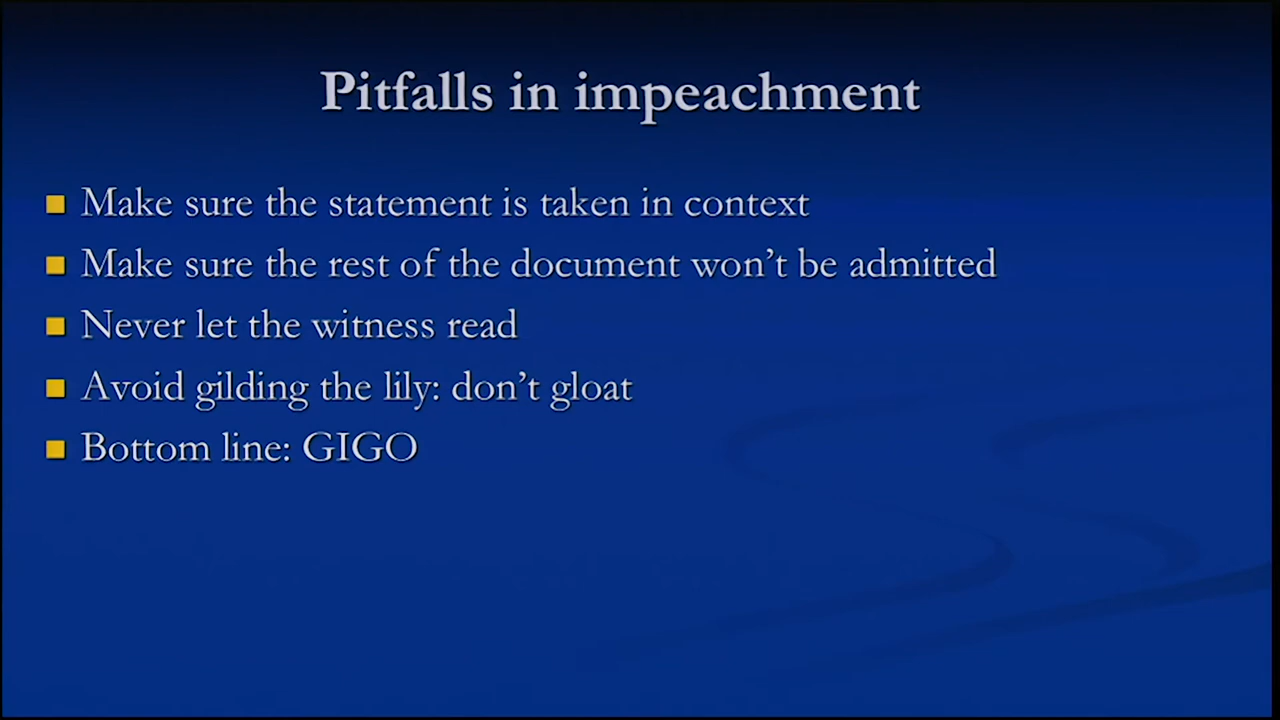 Pitfalls in impeachment
Make sure the statement is taken in context
Make sure the rest of the document won’t be admitted
Never let the witness read
Avoid gilding the lily: don’t gloat
Bottom line: GIGO